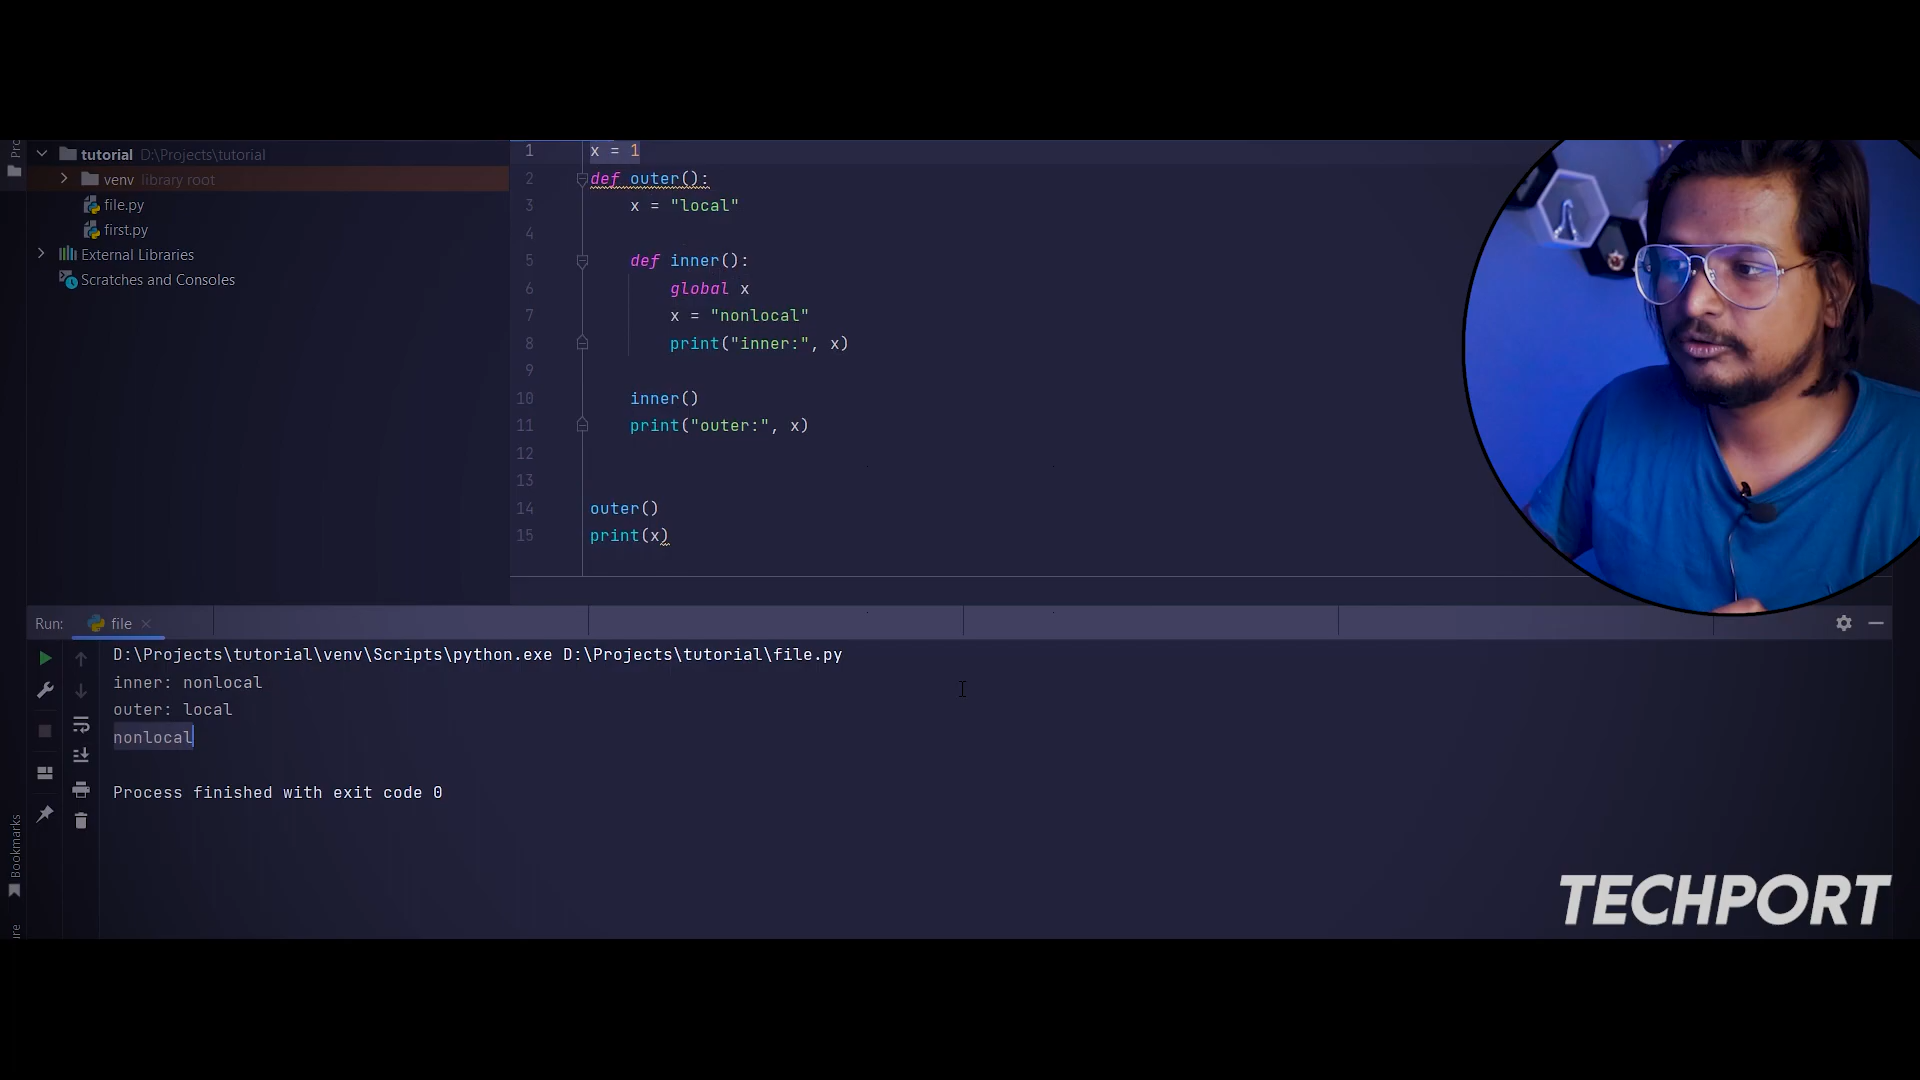 tutorial D:\Projects\tutorial
venv library root
file.py
first.py
External Libraries
Scratches and Consoles
1 x = 1
2 def outer():
3 x = "local"
4
5 def inner():
6 global x
7 x = "nonlocal"
8 print("inner:", x)
9
10 inner()
11 print("outer:", x)
12
13
14 outer()
15 print(x)
Run: file
D:\Projects\tutorial\venv\Scripts\python.exe D:\Projects\tutorial\file.py
inner: nonlocal
outer: local
nonlocal
Process finished with exit code 0
Bookmarks
TECHPORT